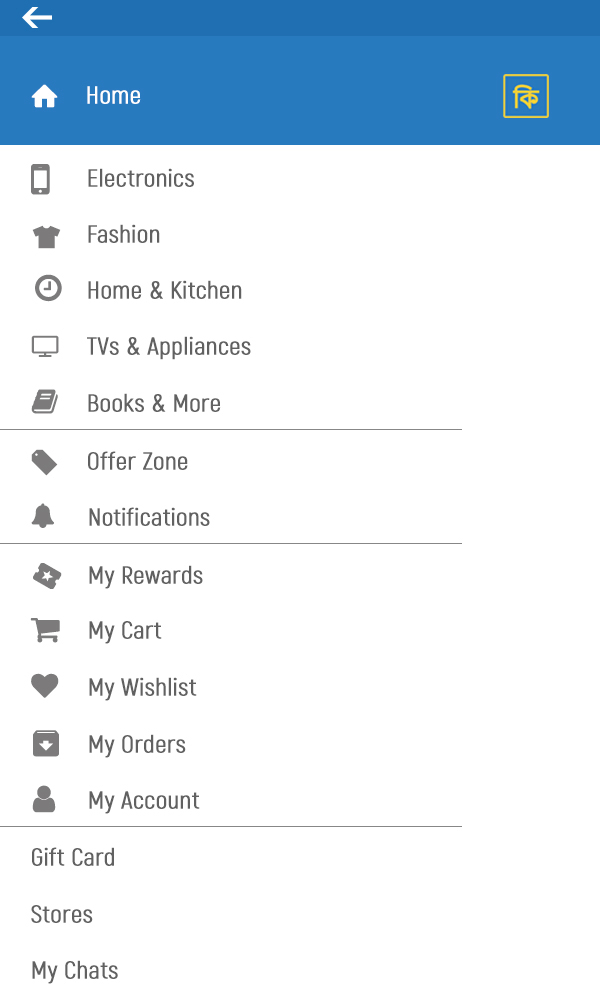 Home
কি
Electronics
Fashion
Home & Kitchen
TVs & Appliances
Books & More
Offer Zone
Notifications
My Rewards
My Cart
My Wishlist
My Orders
My Account
Gift Card
Stores
My Chats